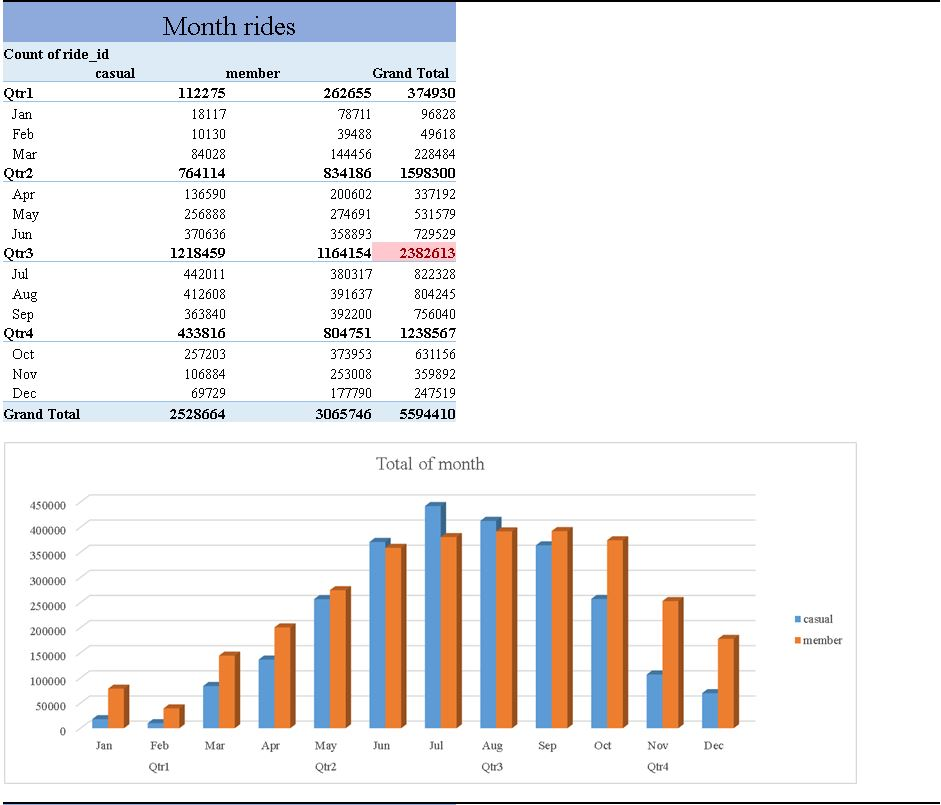 Month rides
Count of ride_id
casual member Grand Total
Qtr1 112275 262655 374930
Jan 18117 78711 96828
Feb 10130 39488 49618
Mar 84028 144456 228484
Qtr2 764114 834186 1598300
Apr 136590 200602 337192
May 256888 274691 531579
Jun 370636 358893 729529
Qtr3 1218459 1164154 2382613
Jul 442011 380317 822328
Aug 412608 391637 804245
Sep 363840 392200 756040
Qtr4 433816 804751 1238567
Oct 257203 373953 631156
Nov 106884 253008 359892
Dec 69729 177790 247519
Grand Total 2528664 3065746 5594410
Total of month
450000
400000
350000
300000
250000
200000
150000
100000
50000
0
casual
member
Jan Feb Mar Apr May Jun Jul Aug Sep Oct Nov Dec
Qtr1 Qtr2 Qtr3 Qtr4